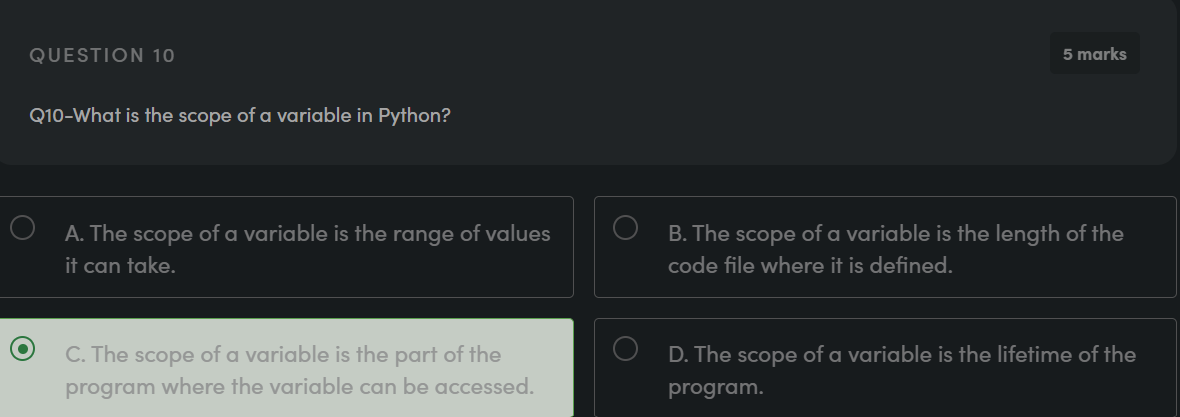 QUESTION 10
5 marks
Q10-What is the scope of a variable in Python?
A. The scope of a variable is the range of values
it can take.
B. The scope of a variable is the length of the
code file where it is defined.
C. The scope of a variable is the part of the
program where the variable can be accessed.
D. The scope of a variable is the lifetime of the
program.